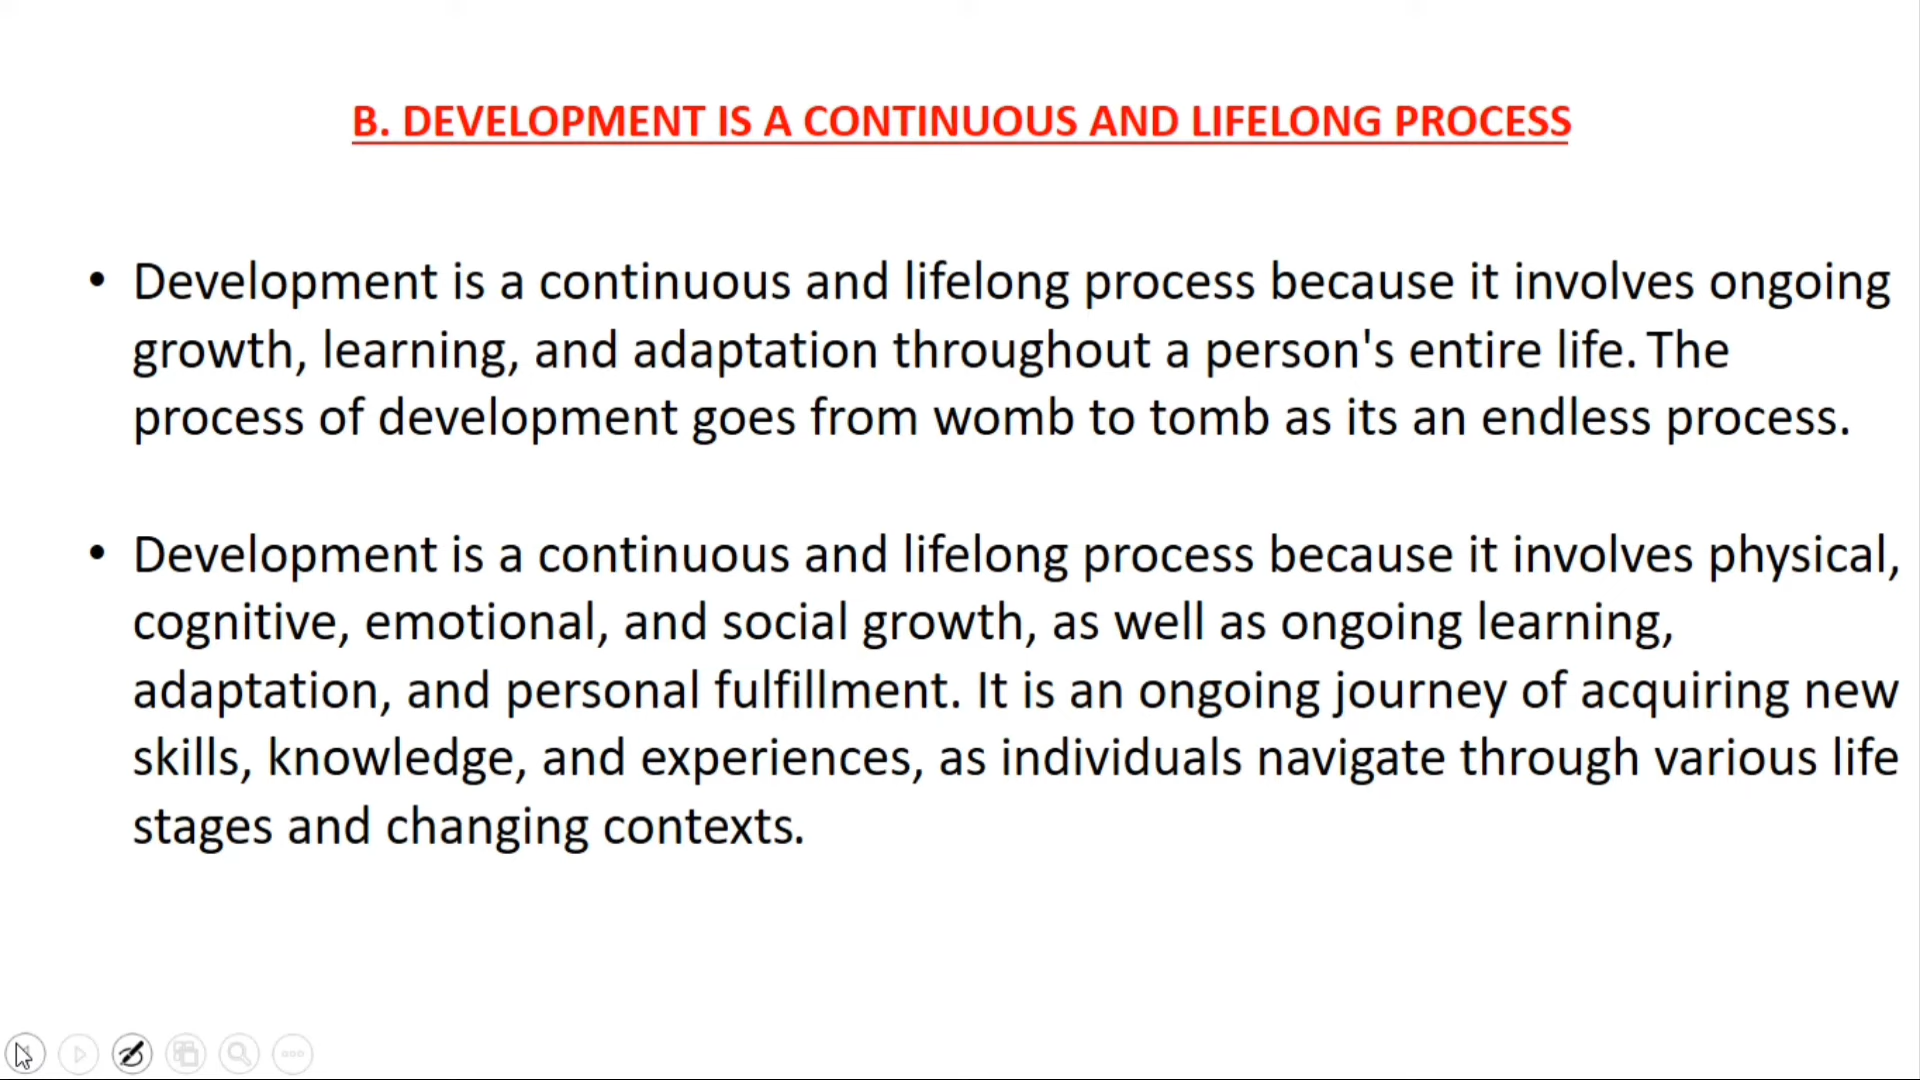 B. DEVELOPMENT IS A CONTINUOUS AND LIFELONG PROCESS
• Development is a continuous and lifelong process because it involves ongoing
growth, learning, and adaptation throughout a person's entire life. The
process of development goes from womb to tomb as its an endless process.
• Development is a continuous and lifelong process because it involves physical,
cognitive, emotional, and social growth, as well as ongoing learning,
adaptation, and personal fulfillment. It is an ongoing journey of acquiring new
skills, knowledge, and experiences, as individuals navigate through various life
stages and changing contexts.